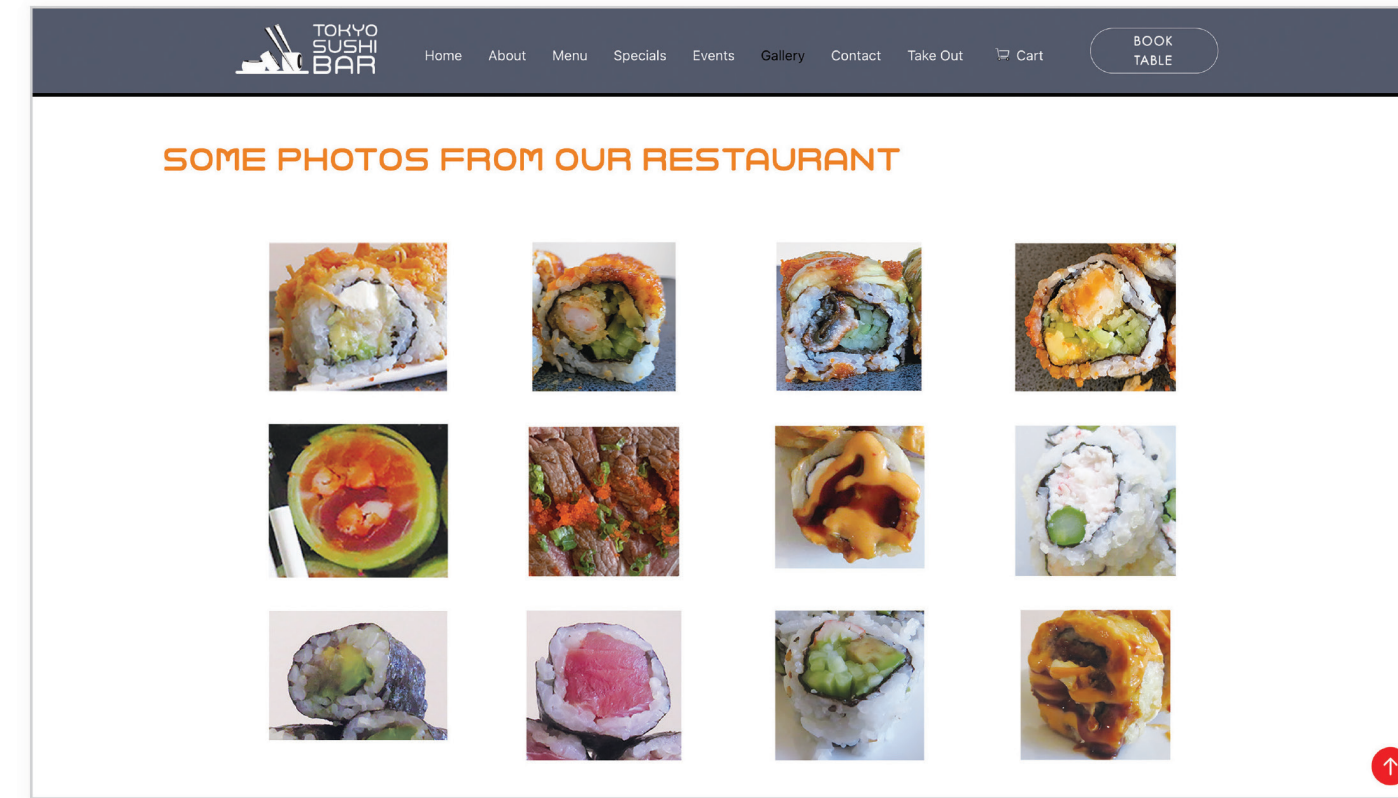 TOKYO
SUSHI
BAR
Home About Menu Specials Events Gallery Contact Take Out Cart
BOOK
TABLE
SOME PHOTOS FROM OUR RESTAURANT